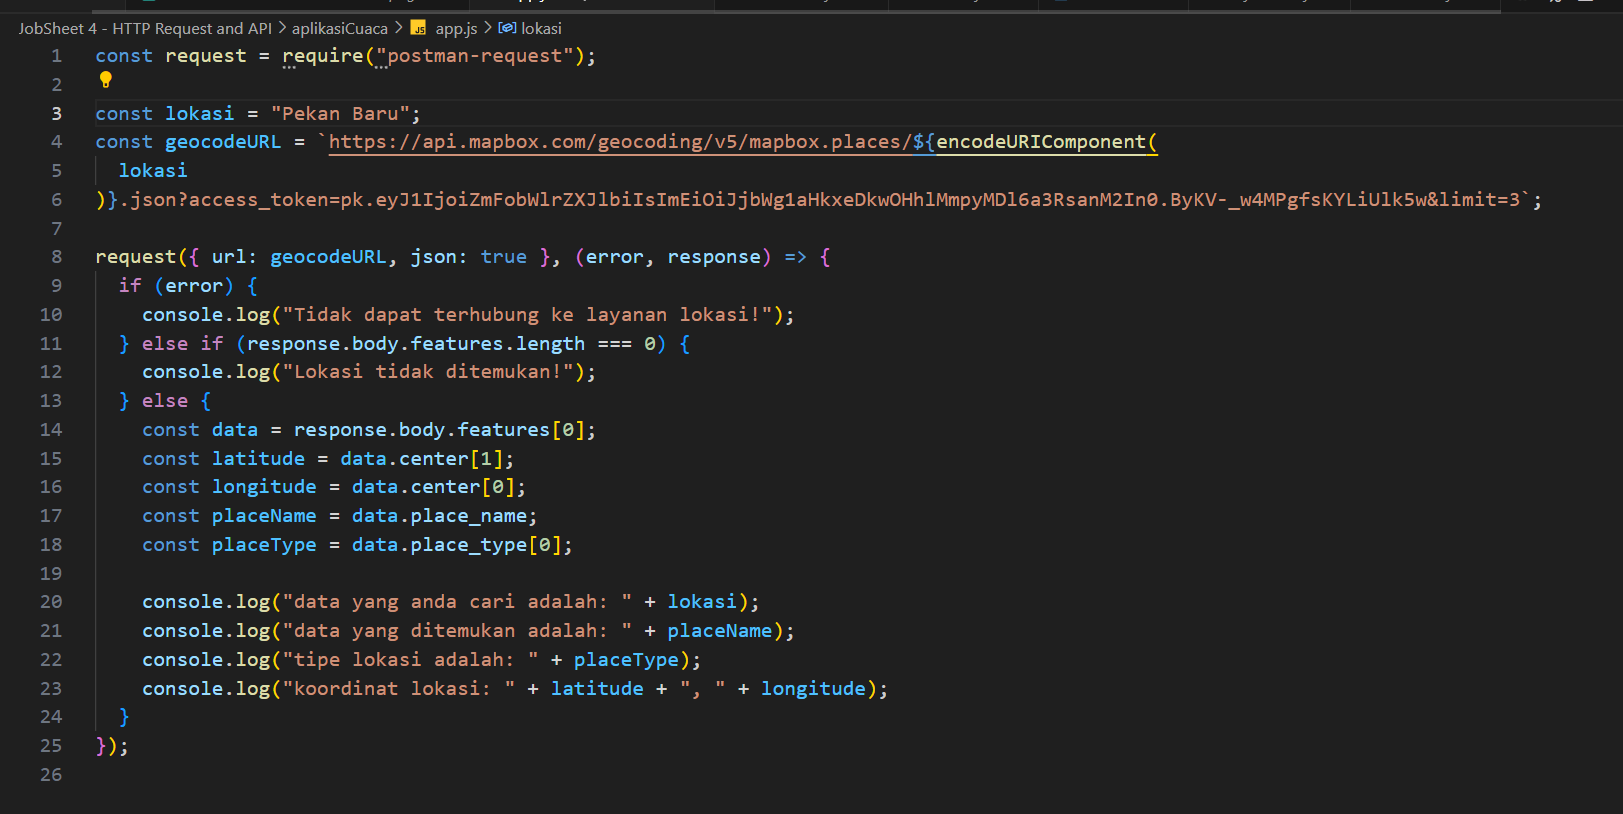 JobSheet 4 - HTTP Request and API > aplikasiCuaca > JS app.js > lokasi
1 const request = require("postman-request");
2
3 const lokasi = "Pekan Baru";
4 const geocodeURL = `https://api.mapbox.com/geocoding/v5/mapbox.places/${encodeURIComponent(
5 lokasi
6 )}.json?access_token=pk.eyJ1IjoiZmFobWlrZXJlbiIsImEiOiJjbWg1aHkxeDkwOHhlMmpyMDl6a3RsanM2In0.ByKV-_w4MPgfsKYLiUlk5w&limit=3`;
7
8 request({ url: geocodeURL, json: true }, (error, response) => {
9 if (error) {
10 console.log("Tidak dapat terhubung ke layanan lokasi!");
11 } else if (response.body.features.length === 0) {
12 console.log("Lokasi tidak ditemukan!");
13 } else {
14 const data = response.body.features[0];
15 const latitude = data.center[1];
16 const longitude = data.center[0];
17 const placeName = data.place_name;
18 const placeType = data.place_type[0];
19
20 console.log("data yang anda cari adalah: " + lokasi);
21 console.log("data yang ditemukan adalah: " + placeName);
22 console.log("tipe lokasi adalah: " + placeType);
23 console.log("koordinat lokasi: " + latitude + ", " + longitude);
24 }
25 });
26